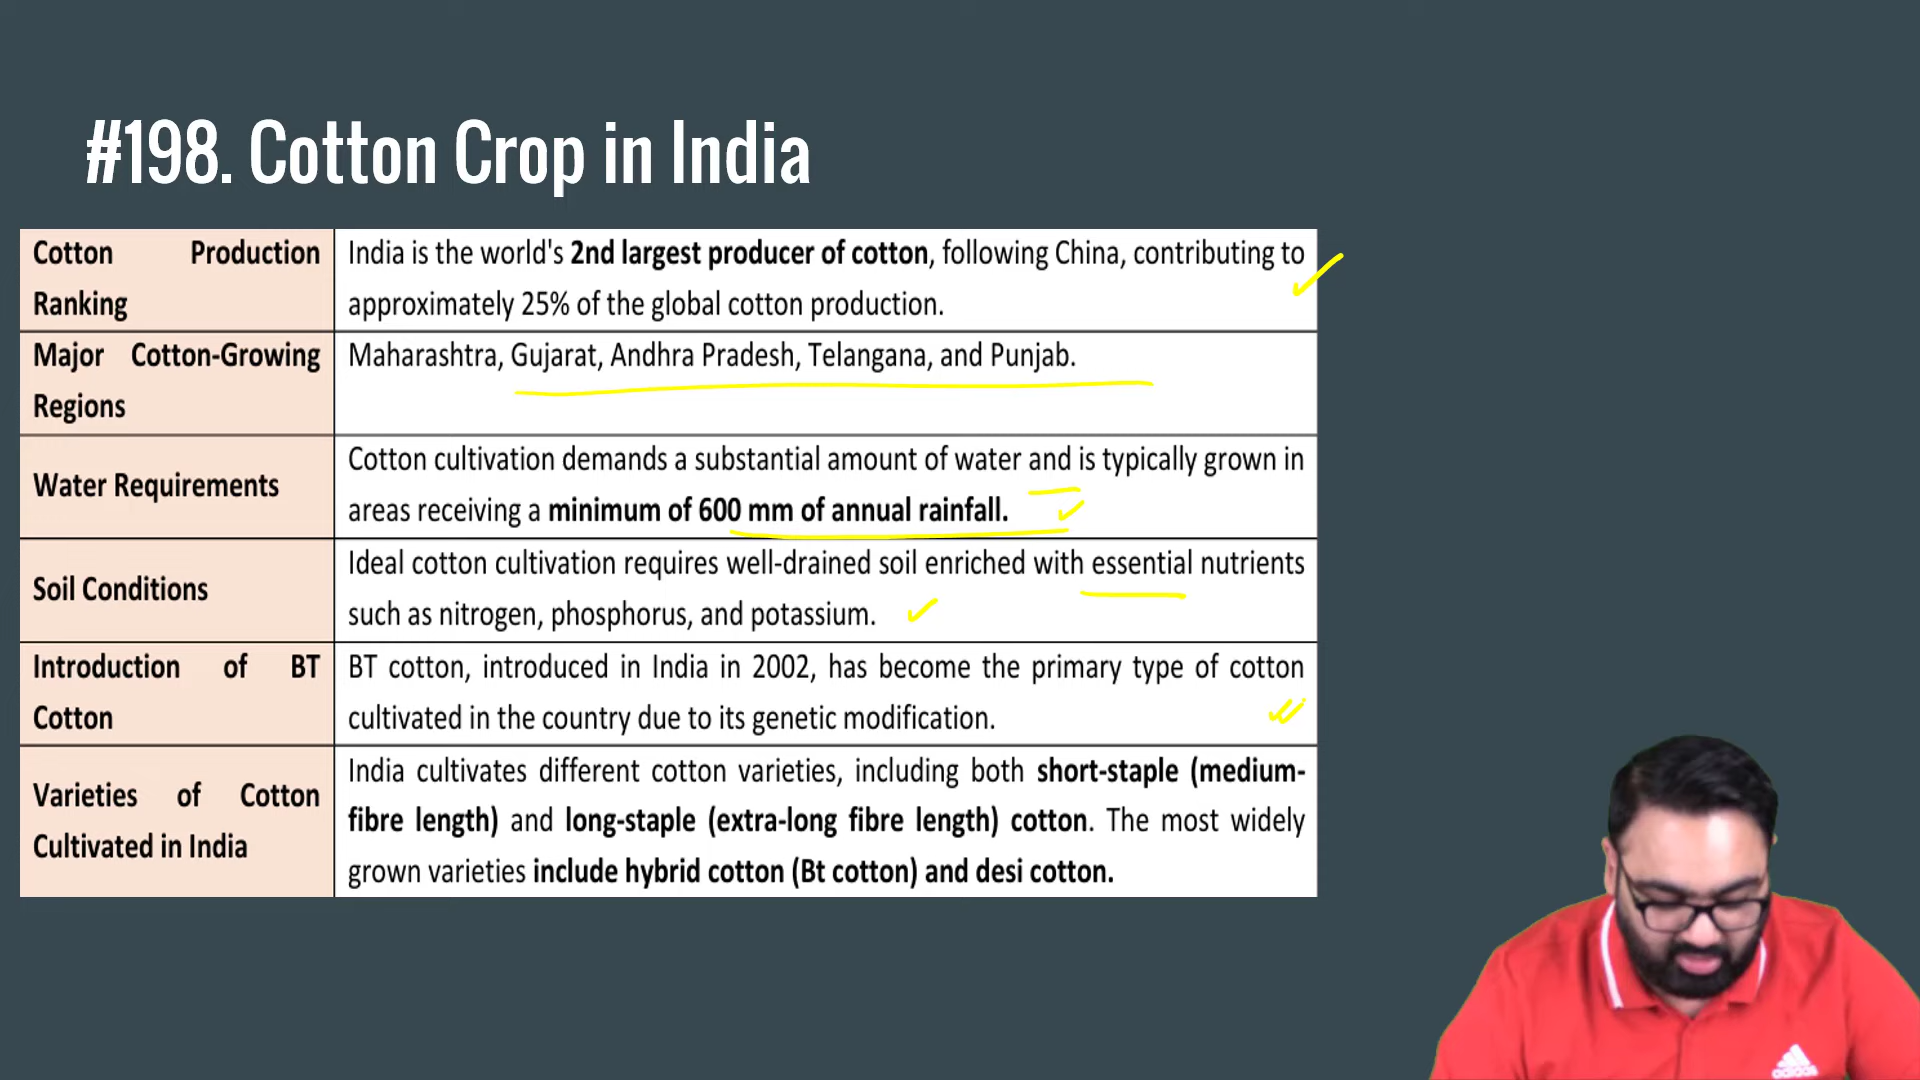 #198. Cotton Crop in India
Cotton Production
Ranking
India is the world's 2nd largest producer of cotton, following China, contributing to
approximately 25% of the global cotton production.
Major Cotton-Growing
Regions
Maharashtra, Gujarat, Andhra Pradesh, Telangana, and Punjab.
Water Requirements
Cotton cultivation demands a substantial amount of water and is typically grown in
areas receiving a minimum of 600 mm of annual rainfall.
Soil Conditions
Ideal cotton cultivation requires well-drained soil enriched with essential nutrients
such as nitrogen, phosphorus, and potassium.
Introduction of BT
Cotton
BT cotton, introduced in India in 2002, has become the primary type of cotton
cultivated in the country due to its genetic modification.
Varieties of Cotton
Cultivated in India
India cultivates different cotton varieties, including both short-staple (medium-
fibre length) and long-staple (extra-long fibre length) cotton. The most widely
grown varieties include hybrid cotton (Bt cotton) and desi cotton.
adidas